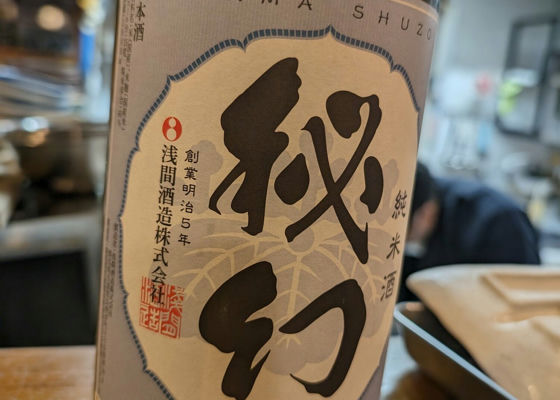 MA SHUZO
本酒
秘幻
純米酒
創業明治5年
浅間酒造株式会社